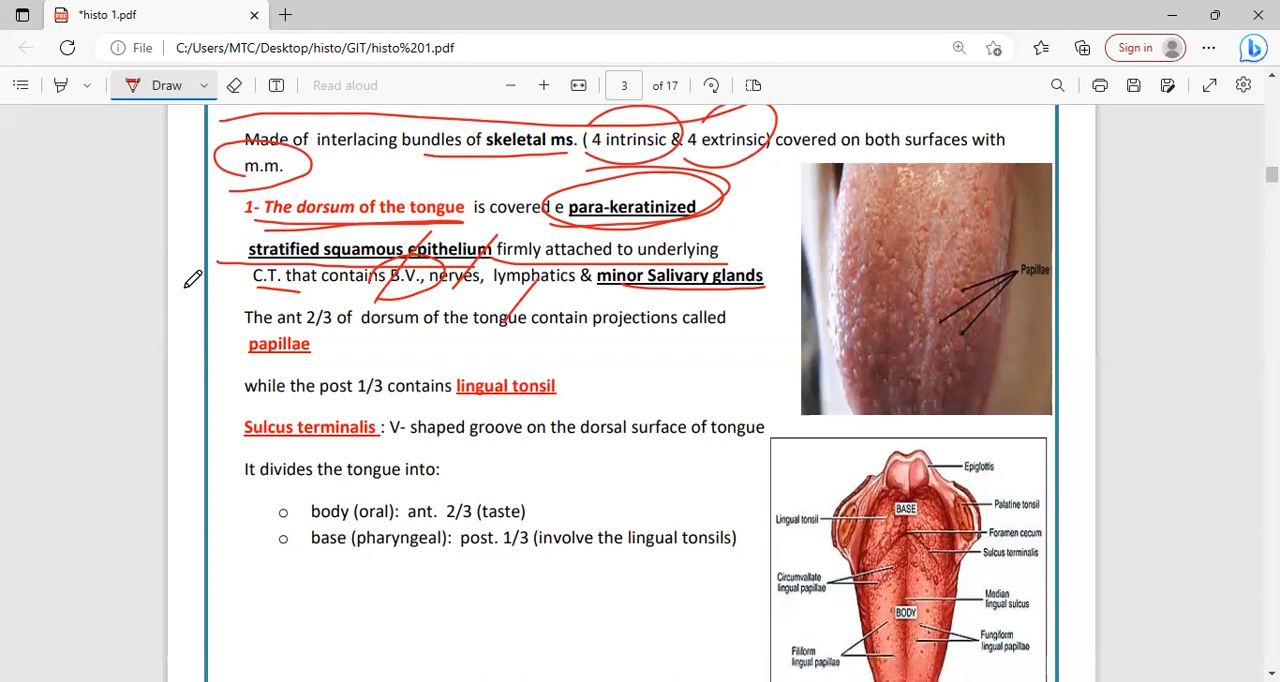 *histo 1.pdf
File C:/Users/MTC/Desktop/histo/GIT/histo%201.pdf
Sign in
Draw
Read aloud
3 of 17
Made of interlacing bundles of skeletal ms. ( 4 intrinsic & 4 extrinsic) covered on both surfaces with
m.m.
1- The dorsum of the tongue is covered e para-keratinized
stratified squamous epithelium firmly attached to underlying
C.T. that contains B.V., nerves, lymphatics & minor Salivary glands
The ant 2/3 of dorsum of the tongue contain projections called
papillae
while the post 1/3 contains lingual tonsil
Sulcus terminalis : V- shaped groove on the dorsal surface of tongue
It divides the tongue into:
o body (oral): ant. 2/3 (taste)
o base (pharyngeal): post. 1/3 (involve the lingual tonsils)
Papillae
Epiglottis
Palatine tonsil
BASE
Lingual tonsil
Foramen cecum
Sulcus terminalis
Circumvallate
lingual papillae
Median
lingual sulcus
BODY
Fungiform
lingual papillae
Filiform
lingual papillae